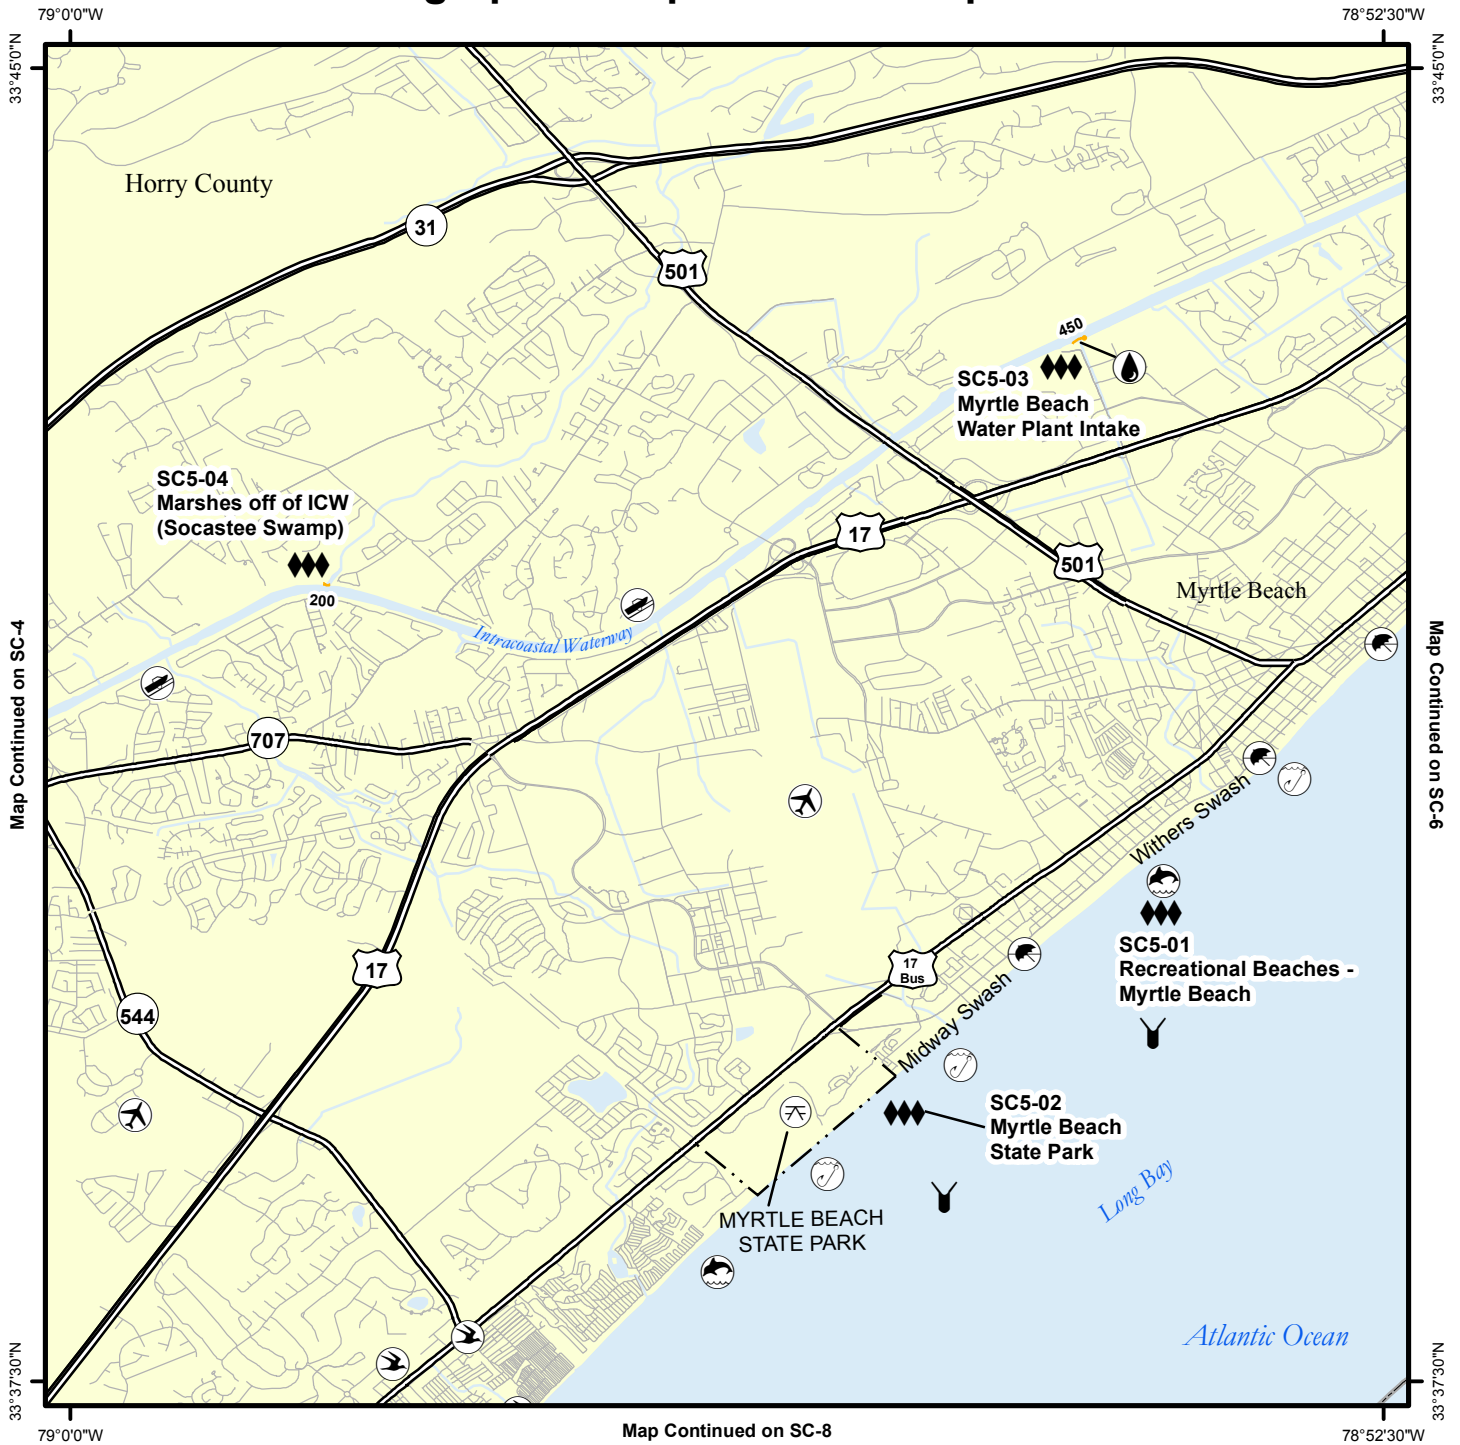 79°0'0"W
78°52'30"W
33°45'0"N
33°45'0"N
Horry County
31
501
450
SC5-03
Myrtle Beach
Water Plant Intake
SC5-04
Marshes off of ICW
(Socastee Swamp)
200
17
501
Myrtle Beach
Intracoastal Waterway
Map Continued on SC-4
Map Continued on SC-6
707
Withers Swash
SC5-01
Recreational Beaches -
Myrtle Beach
17
17
Bus
544
Midway Swash
SC5-02
Myrtle Beach
State Park
Long Bay
MYRTLE BEACH
STATE PARK
Atlantic Ocean
33°37'30"N
33°37'30"N
79°0'0"W
Map Continued on SC-8
78°52'30"W